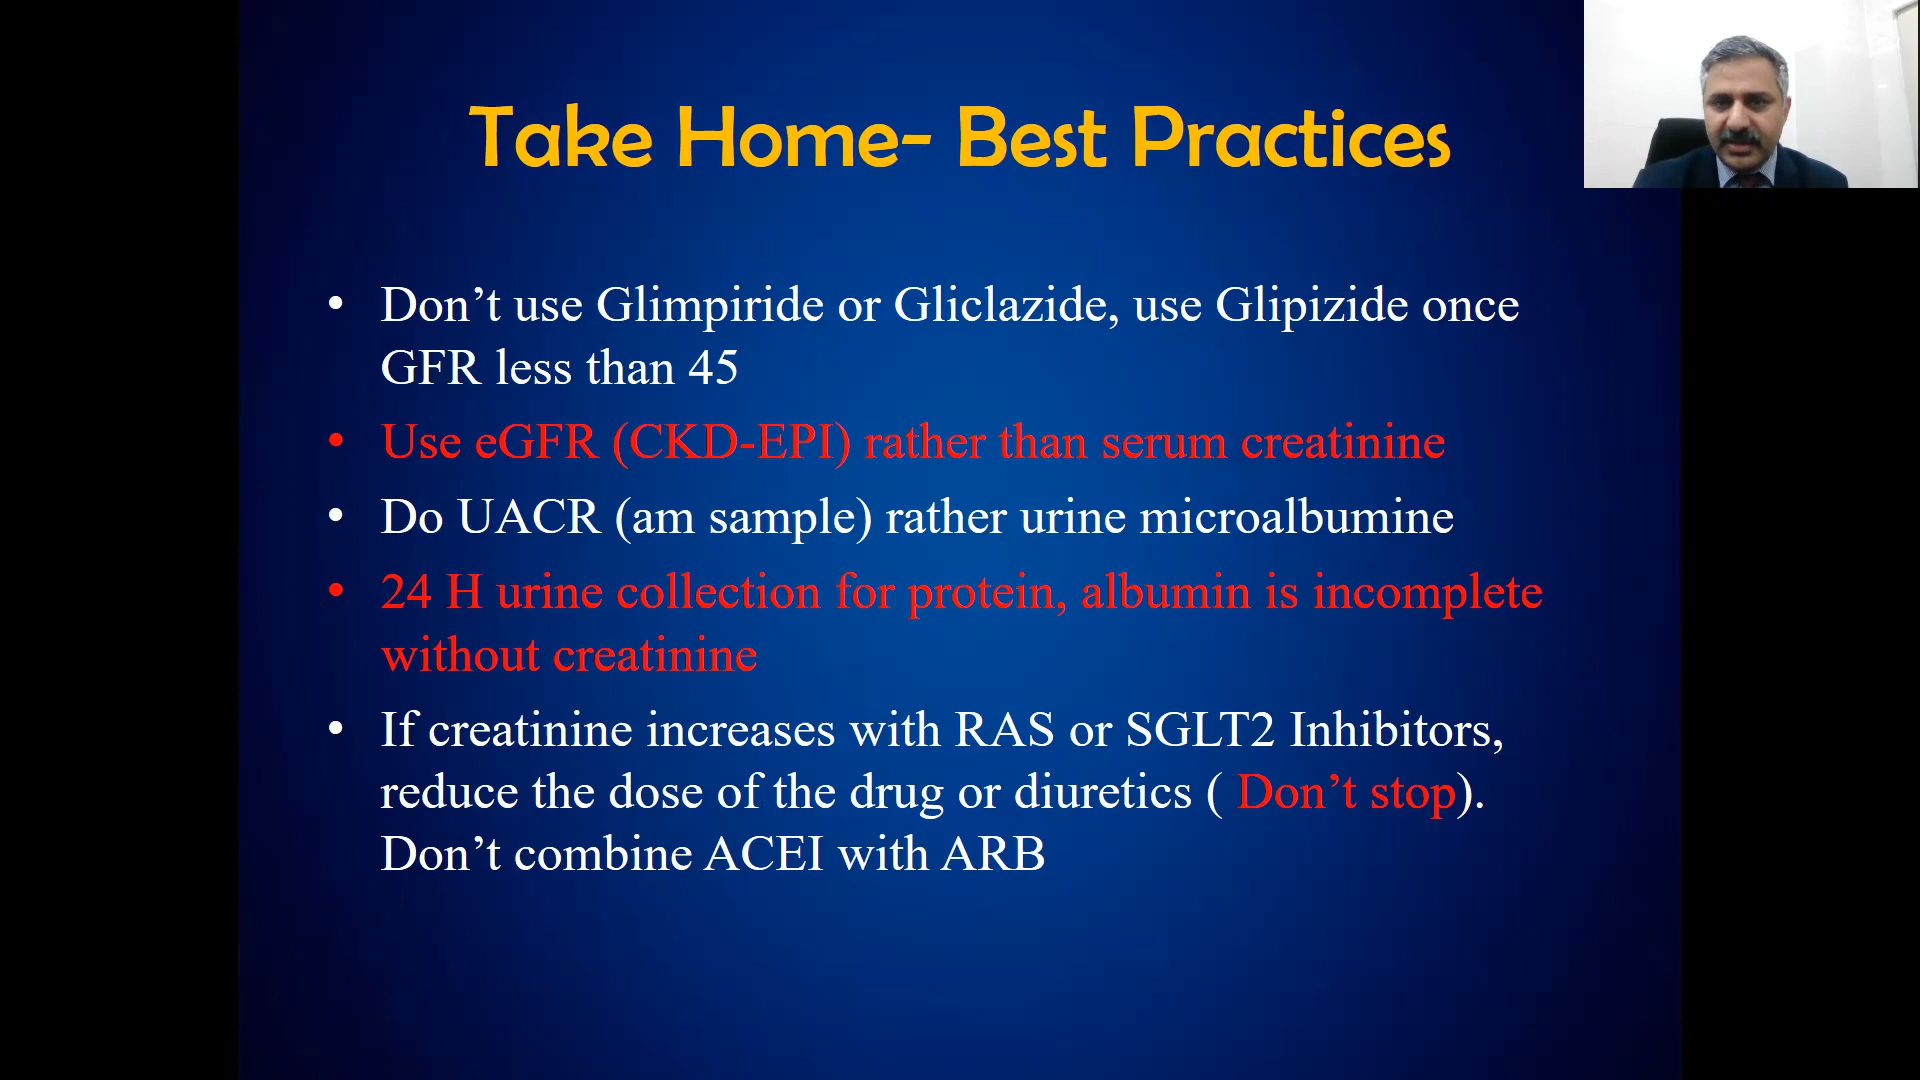 Take Home- Best Practices
• Don’t use Glimpiride or Gliclazide, use Glipizide once
GFR less than 45
• Use eGFR (CKD-EPI) rather than serum creatinine
• Do UACR (am sample) rather urine microalbumine
• 24 H urine collection for protein, albumin is incomplete
without creatinine
• If creatinine increases with RAS or SGLT2 Inhibitors,
reduce the dose of the drug or diuretics ( Don’t stop).
Don’t combine ACEI with ARB